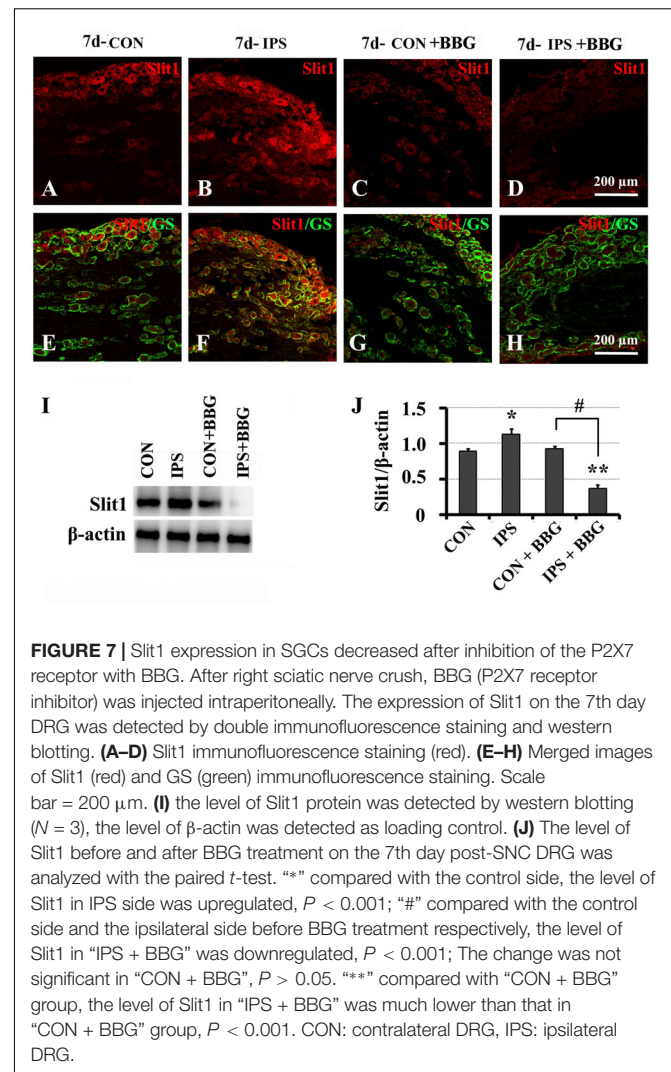 7d-CON 7d-IPS 7d-CON+BBG 7d-IPS+BBG
Slit1 Slit1 Slit1 Slit1
A B C D
200 μm
Slit1/GS Slit1/GS Slit1/GS Slit1/GS
E F G H
200 μm
I
CON IPS CON+BBG IPS+BBG
Slit1
β-actin
J
Slit1/β-actin
1.5
1.0
0.5
0
* # **
CON IPS CON + BBG IPS + BBG
FIGURE 7 | Slit1 expression in SGCs decreased after inhibition of the P2X7
receptor with BBG. After right sciatic nerve crush, BBG (P2X7 receptor
inhibitor) was injected intraperitoneally. The expression of Slit1 on the 7th day
DRG was detected by double immunofluorescence staining and western
blotting. (A–D) Slit1 immunofluorescence staining (red). (E–H) Merged images
of Slit1 (red) and GS (green) immunofluorescence staining. Scale
bar = 200 μm. (I) the level of Slit1 protein was detected by western blotting
(N = 3), the level of β-actin was detected as loading control. (J) The level of
Slit1 before and after BBG treatment on the 7th day post-SNC DRG was
analyzed with the paired t-test. “*” compared with the control side, the level of
Slit1 in IPS side was upregulated, P < 0.001; “#” compared with the control
side and the ipsilateral side before BBG treatment respectively, the level of
Slit1 in “IPS + BBG” was downregulated, P < 0.001; The change was not
significant in “CON + BBG”, P > 0.05. “**” compared with “CON + BBG”
group, the level of Slit1 in “IPS + BBG” was much lower than that in
“CON + BBG” group, P < 0.001. CON: contralateral DRG, IPS: ipsilateral
DRG.